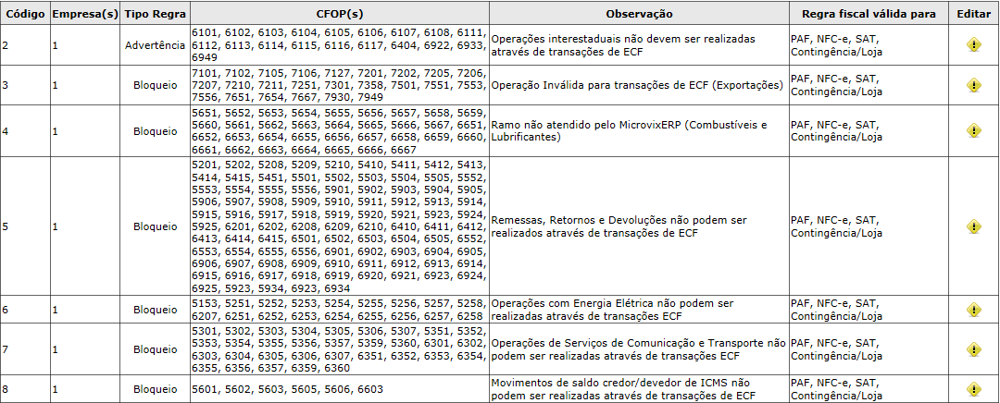 Código Empresa(s) Tipo Regra CFOP(s) Observação Regra fiscal válida para Editar
2 1 Advertência 6101, 6102, 6103, 6104, 6105, 6106, 6107, 6108, 6111,
6112, 6113, 6114, 6115, 6116, 6117, 6404, 6922, 6933,
6949
Operações interestaduais não devem ser realizadas
através de transações de ECF
PAF, NFC-e, SAT,
Contingência/Loja
3 1 Bloqueio 7101, 7102, 7105, 7106, 7127, 7201, 7202, 7205, 7206,
7207, 7210, 7211, 7251, 7301, 7358, 7501, 7551, 7553,
7556, 7651, 7654, 7667, 7930, 7949
Operação Inválida para transações de ECF (Exportações)
PAF, NFC-e, SAT,
Contingência/Loja
4 1 Bloqueio 5651, 5652, 5653, 5654, 5655, 5656, 5657, 5658, 5659,
5660, 5661, 5662, 5663, 5664, 5665, 5666, 5667, 6651,
6652, 6653, 6654, 6655, 6656, 6657, 6658, 6659, 6660,
6661, 6662, 6663, 6664, 6665, 6666, 6667
Ramo não atendido pelo MicrovixERP (Combustíveis e
Lubrificantes)
PAF, NFC-e, SAT,
Contingência/Loja
5 1 Bloqueio 5201, 5202, 5208, 5209, 5210, 5410, 5411, 5412, 5413,
5414, 5415, 5451, 5501, 5502, 5503, 5504, 5505, 5552,
5553, 5554, 5555, 5556, 5901, 5902, 5903, 5904, 5905,
5906, 5907, 5908, 5909, 5910, 5911, 5912, 5913, 5914,
5915, 5916, 5917, 5918, 5919, 5920, 5921, 5923, 5924,
5925, 6201, 6202, 6208, 6209, 6210, 6410, 6411, 6412,
6413, 6414, 6415, 6501, 6502, 6503, 6504, 6505, 6552,
6553, 6554, 6555, 6556, 6901, 6902, 6903, 6904, 6905,
6906, 6907, 6908, 6909, 6910, 6911, 6912, 6913, 6914,
6915, 6916, 6917, 6918, 6919, 6920, 6921, 6923, 6924,
6925, 5923, 5934, 6923, 6934
Remessas, Retornos e Devoluções não podem ser
realizados através de transações de ECF
PAF, NFC-e, SAT,
Contingência/Loja
6 1 Bloqueio 5153, 5251, 5252, 5253, 5254, 5255, 5256, 5257, 5258,
6207, 6251, 6252, 6253, 6254, 6255, 6256, 6257, 6258
Operações com Energia Elétrica não podem ser
realizadas através de transações ECF
PAF, NFC-e, SAT,
Contingência/Loja
7 1 Bloqueio 5301, 5302, 5303, 5304, 5305, 5306, 5307, 5351, 5352,
5353, 5354, 5355, 5356, 5357, 5359, 5360, 6301, 6302,
6303, 6304, 6305, 6306, 6307, 6351, 6352, 6353, 6354,
6355, 6356, 6357, 6359, 6360
Operações de Serviços de Comunicação e Transporte não
podem ser realizadas através de transações ECF
PAF, NFC-e, SAT,
Contingência/Loja
8 1 Bloqueio 5601, 5602, 5603, 5605, 5606, 6603
Movimentos de saldo credor/devedor de ICMS não
podem ser realizadas através de transações de ECF
PAF, NFC-e, SAT,
Contingência/Loja